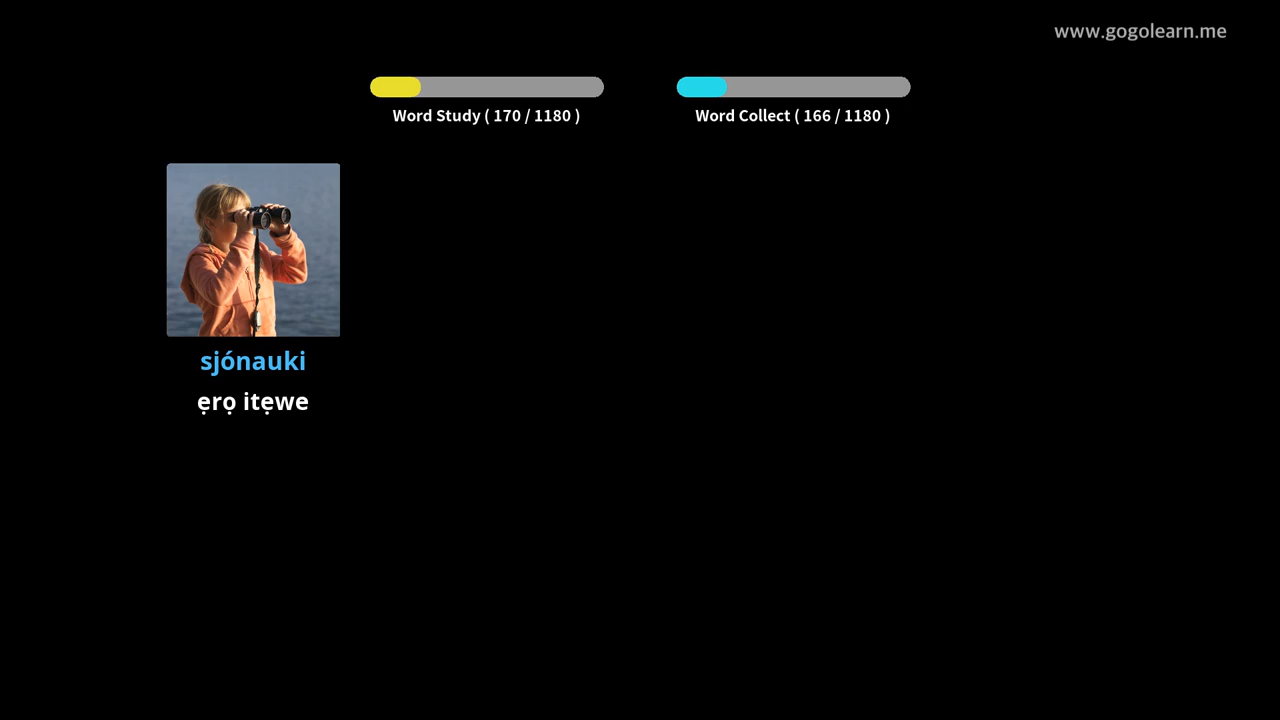 www.gogolearn.me
Word Study ( 170 / 1180 )
Word Collect ( 166 / 1180 )
sjónauki
ẹrọ itẹwe